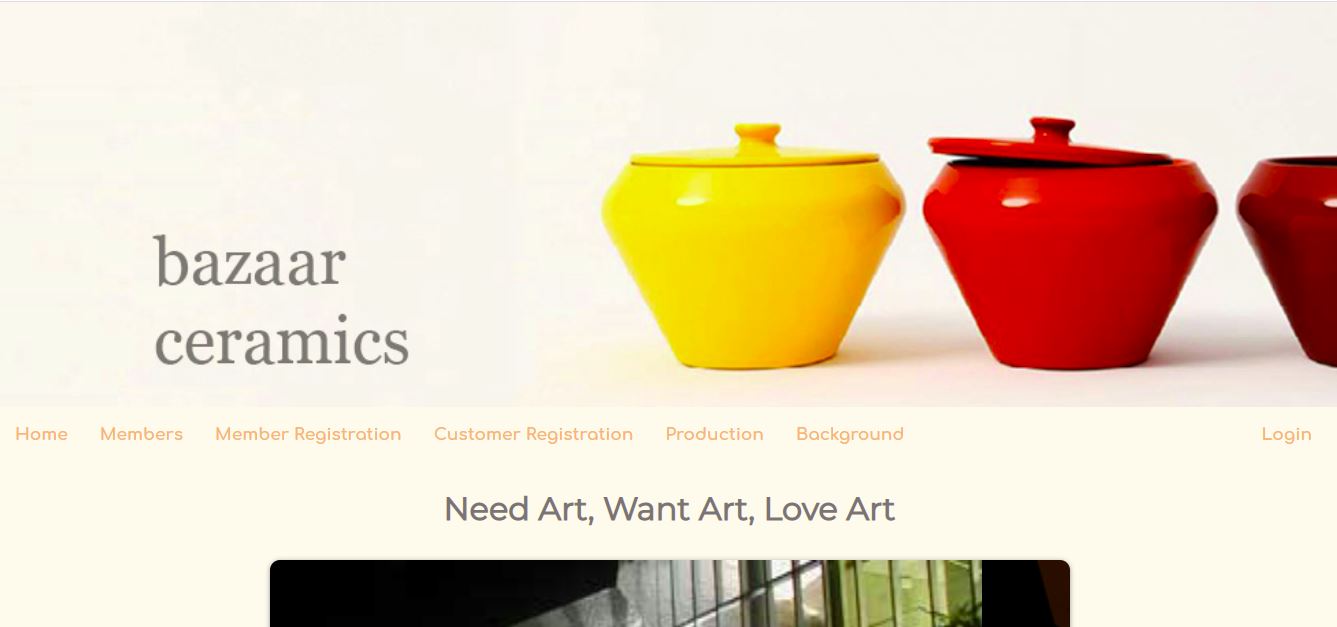 bazaar
ceramics
Home Members Member Registration Customer Registration Production Background Login
Need Art, Want Art, Love Art